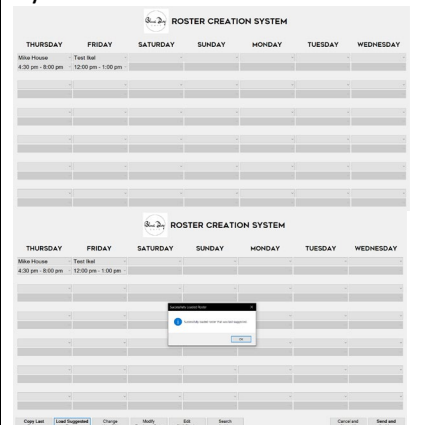 Blue Dog ROSTER CREATION SYSTEM
THURSDAY FRIDAY SATURDAY SUNDAY MONDAY TUESDAY WEDNESDAY
Mike House Test Ikel
4:30 pm - 8:00 pm 12:00 pm - 1:00 pm
ROSTER CREATION SYSTEM
THURSDAY FRIDAY SATURDAY SUNDAY MONDAY TUESDAY WEDNESDAY
Mike House Test Ikel
4:30 pm - 8:00 pm 12:00 pm - 1:00 pm
Successfully Loaded Roster
OK
Copy Last Load Suggested Change Modify Edit Search Cancel and Send and